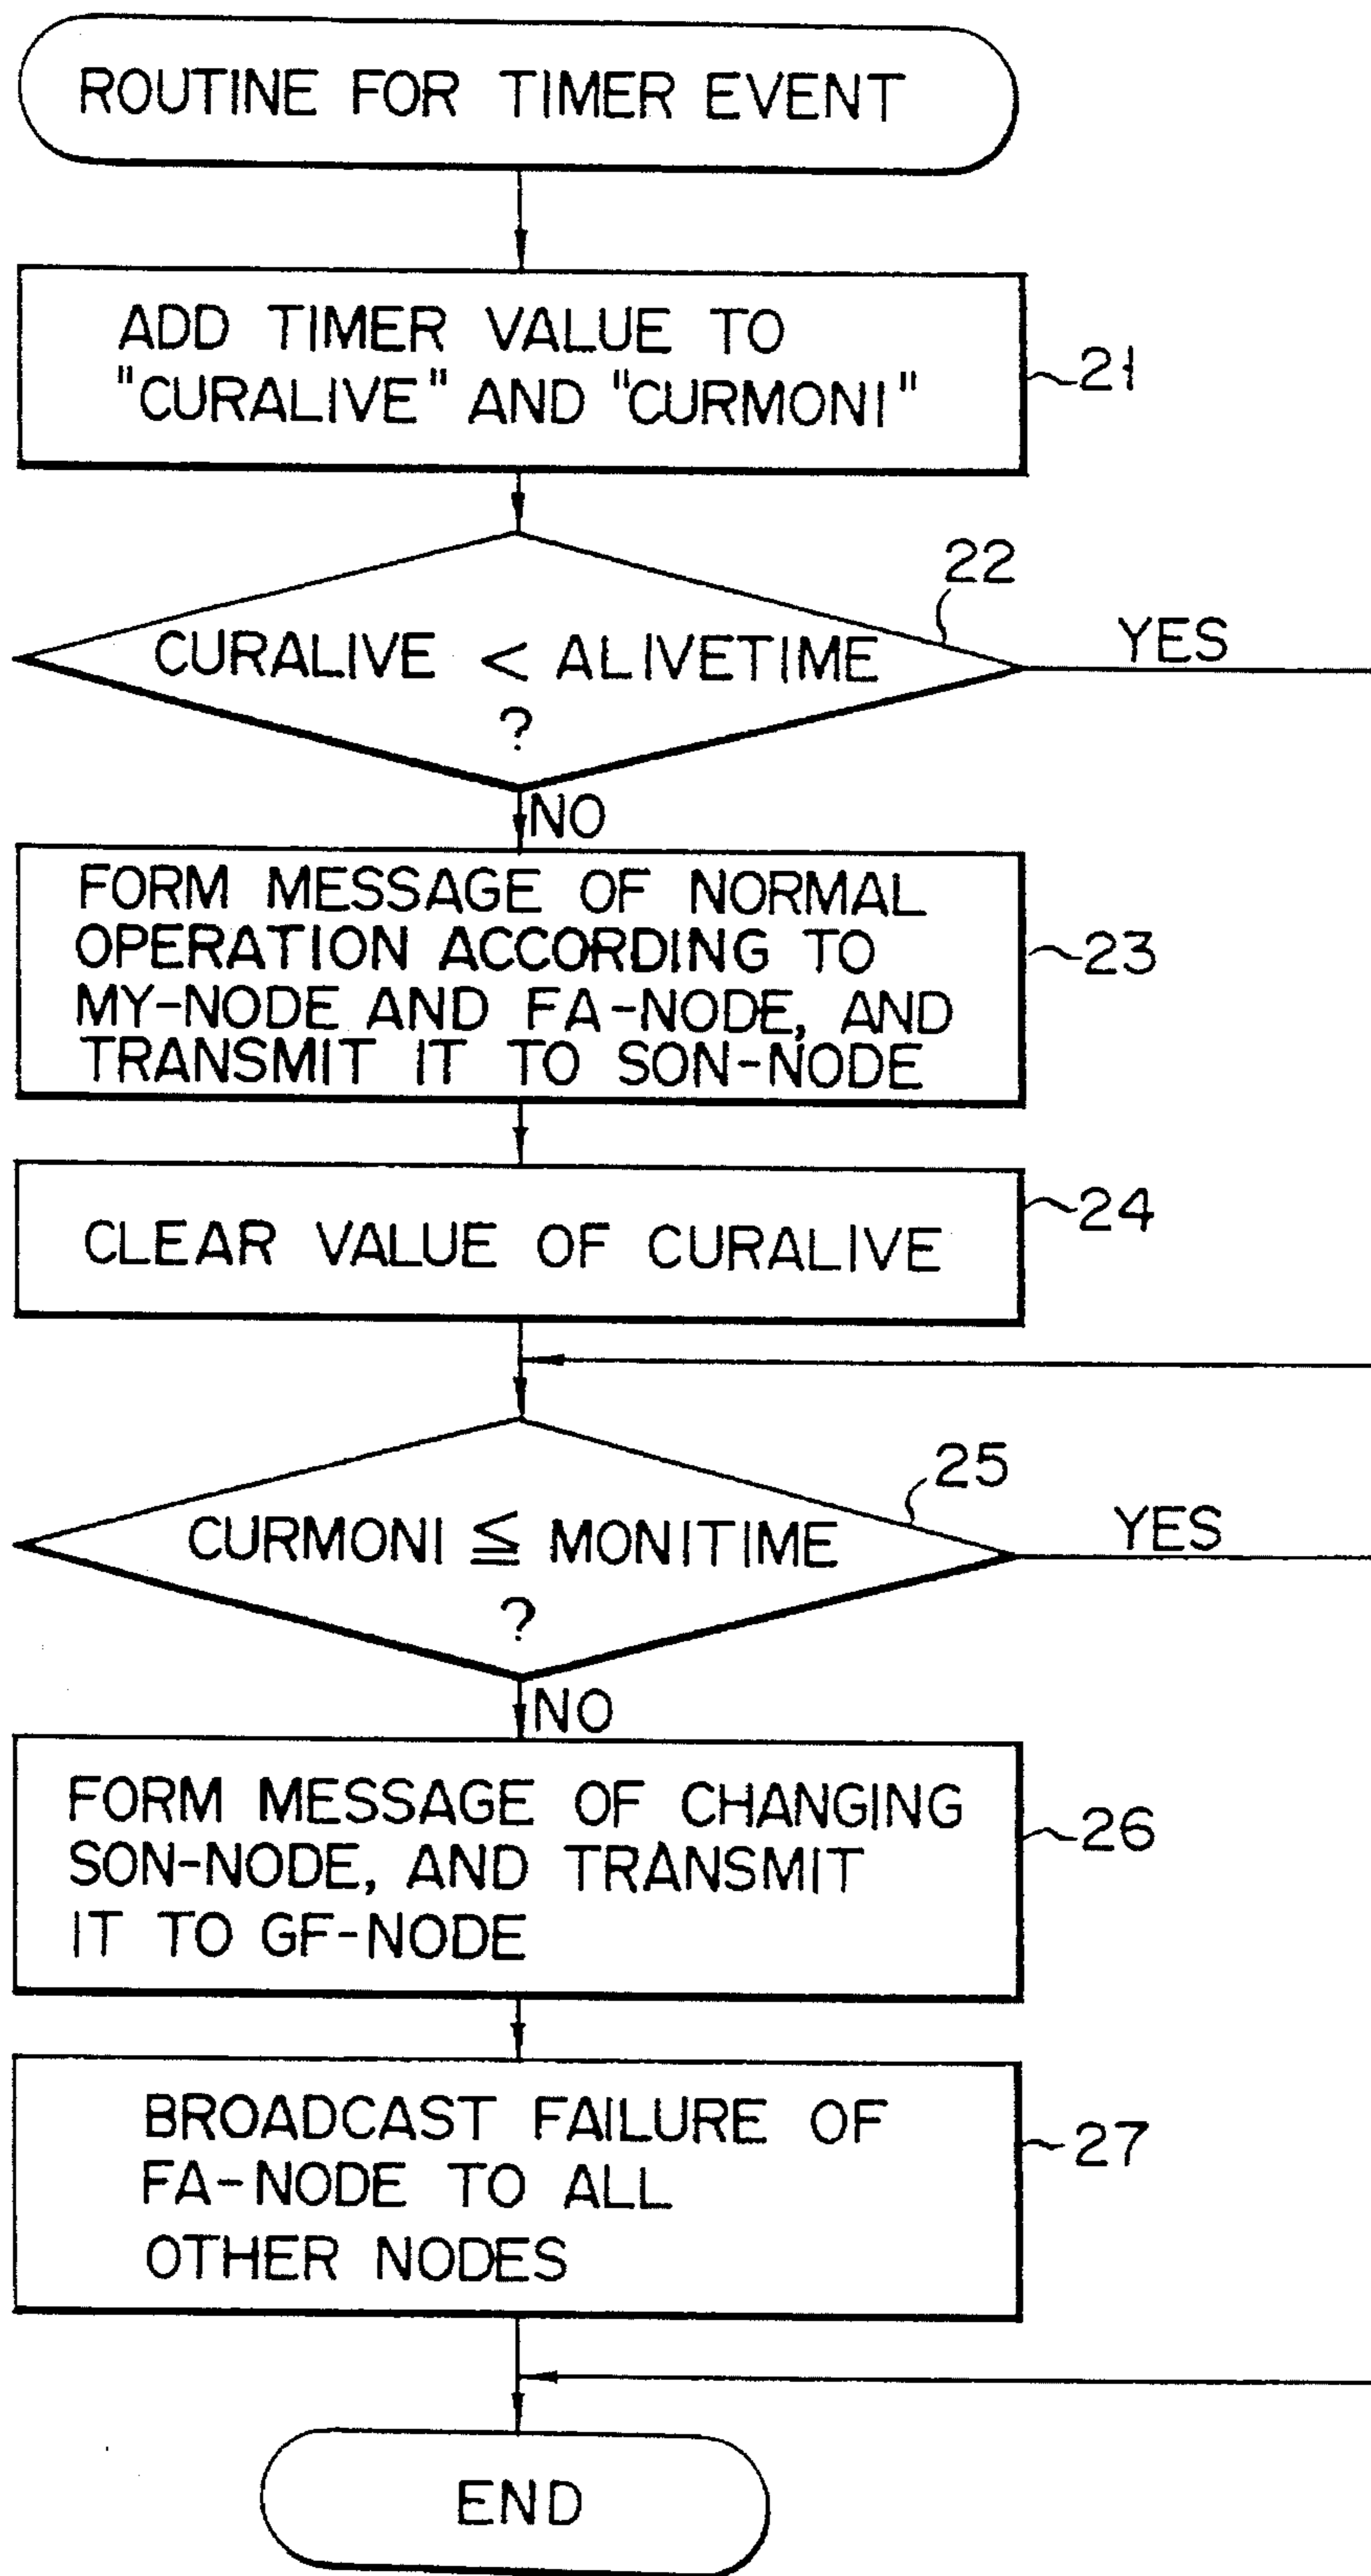 ROUTINE FOR TIMER EVENT
ADD TIMER VALUE TO
"CURALIVE" AND "CURMONI"
21
22
CURALIVE < ALIVETIME
?
YES
NO
FORM MESSAGE OF NORMAL
OPERATION ACCORDING TO
MY-NODE AND FA-NODE, AND
TRANSMIT IT TO SON-NODE
23
CLEAR VALUE OF CURALIVE
24
25
CURMONI ≦ MONITIME
?
YES
NO
FORM MESSAGE OF CHANGING
SON-NODE, AND TRANSMIT
IT TO GF-NODE
26
BROADCAST FAILURE OF
FA-NODE TO ALL
OTHER NODES
27
END